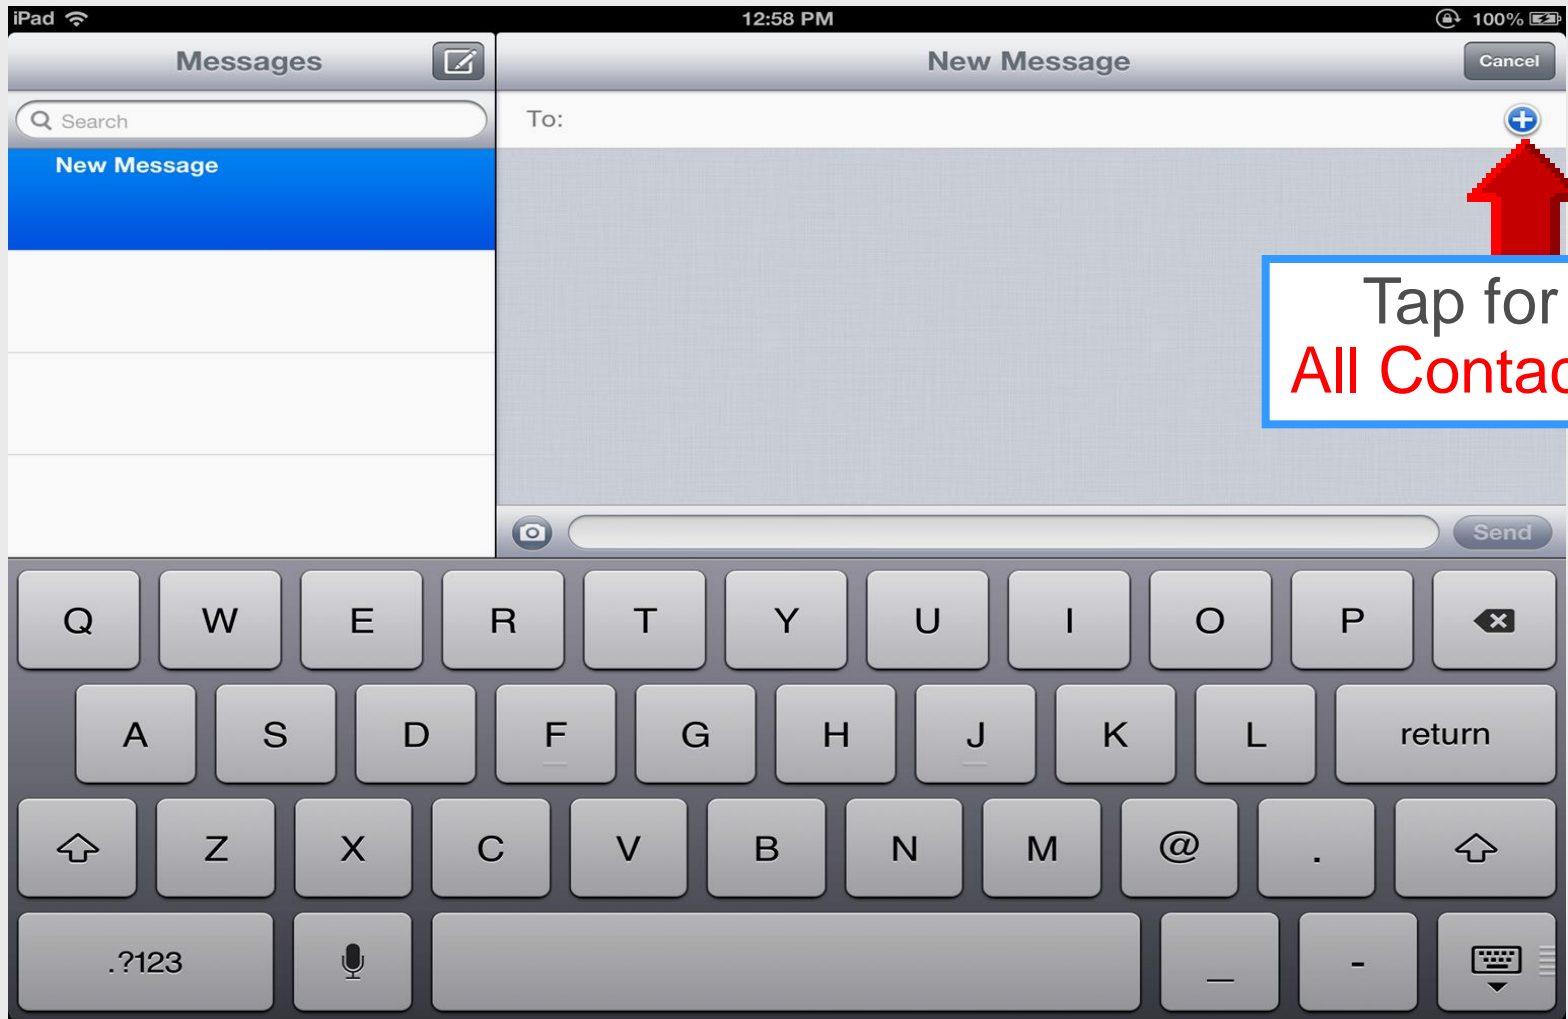 iPad 12:58 PM 100%
Messages New Message Cancel
Search To:
New Message
Tap for
All
Send
Q W E R T Y U I O P
A S D F G H J K L return
Z X C V B N M @ .
.?123 _ -